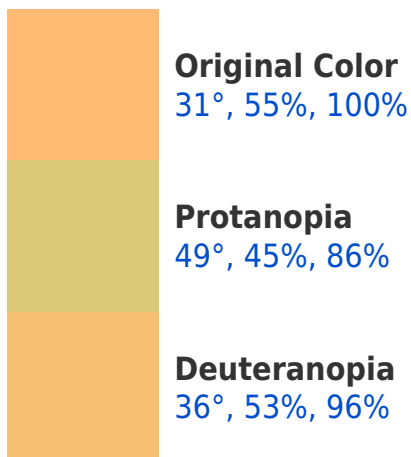 Original Color
31°, 55%, 100%
Protanopia
49°, 45%, 86%
Deuteranopia
36°, 53%, 96%